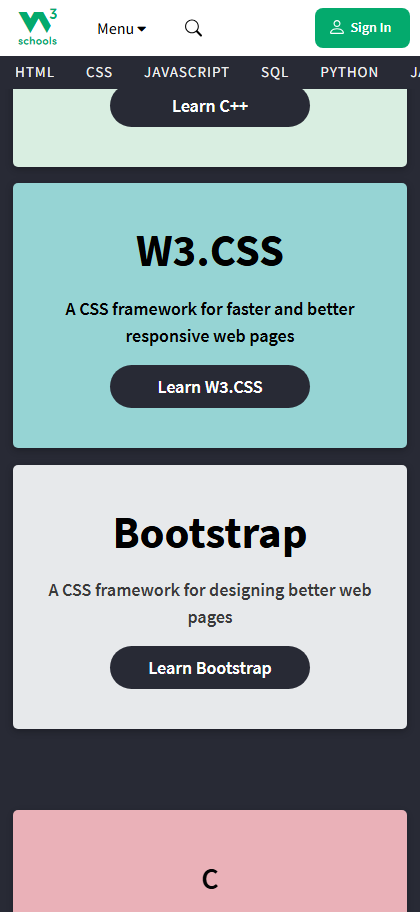 W3
schools
Menu
Sign In
HTML CSS JAVASCRIPT SQL PYTHON JA
Learn C++
W3.CSS
A CSS framework for faster and better
responsive web pages
Learn W3.CSS
Bootstrap
A CSS framework for designing better web
pages
Learn Bootstrap
C